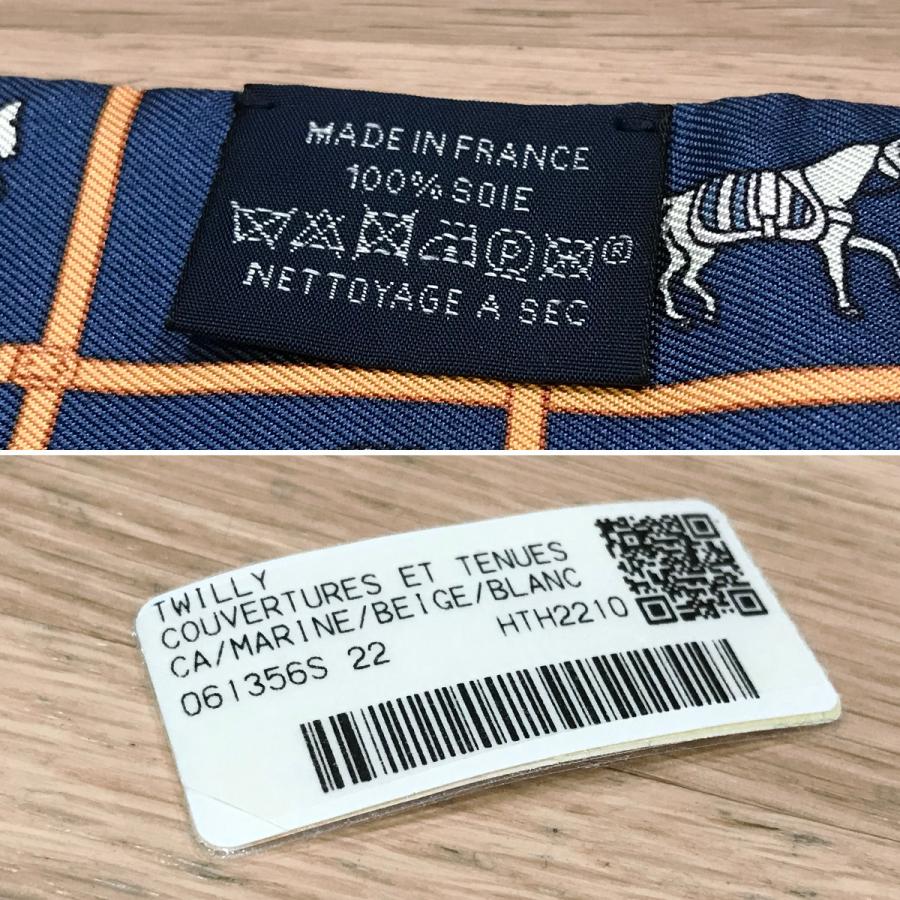 MADE IN FRANCE
100% SOIE
®
NETTOYAGE A SEC
TWILLY
COUVERTURES ET TENUES
CA/MARINE/BEIGE/BLANC
061356S 22
HTH2210